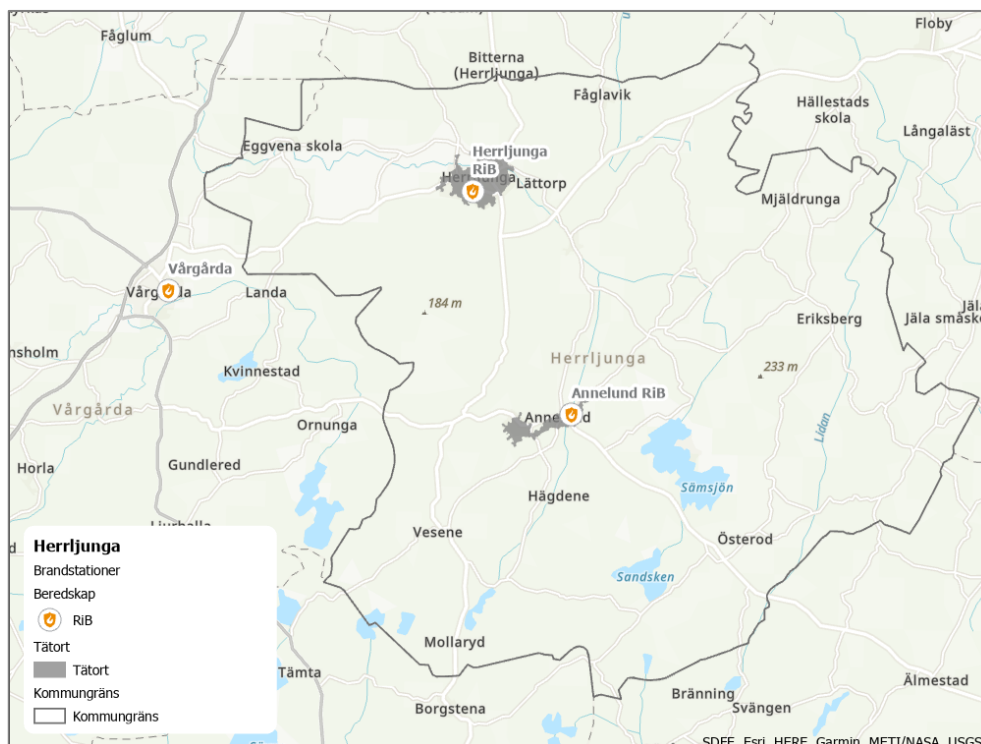 Fåglum
Floby
Bitterna
(Herrljunga)
Fåglavik
Hällestads
skola
Långaläst
Eggvena skola
Herrljunga
RiB
Lättorp
Mjäldrunga
Vårgårda
Landa
184 m
Eriksberg
Jäla småsko
Herrljunga
233 m
Kvinnestad
Annelund RiB
Vårgårda
Ornunga
Lidan
Horla
Gundlered
Sämsjön
Hägdene
Vesene
Österod
Sandsken
Mollaryd
Tämta
Borgstena
Bränning
Svängen
Älmestad
Herrljunga
Brandstationer
Beredskap
RiB
Tätort
Tätort
Kommungräns
Kommungräns
SDFE, Esri, HERE, Garmin, METI/NASA, USGS